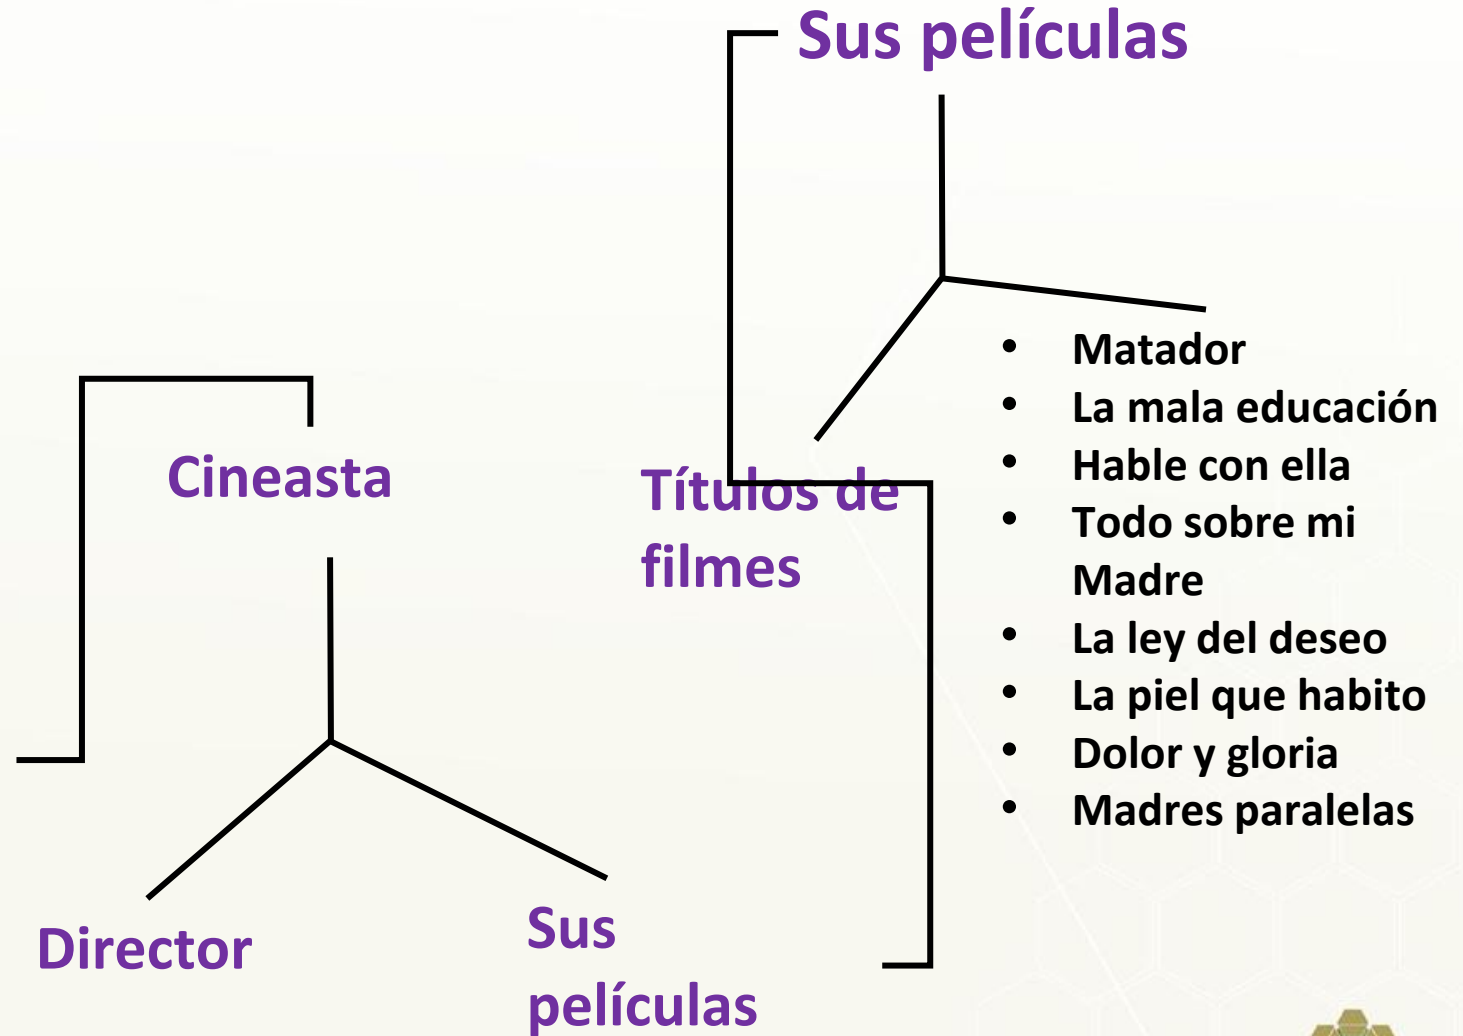 Sus películas
• Matador
• La mala educación
• Hable con ella
• Todo sobre mi
Madre
• La ley del deseo
• La piel que habito
• Dolor y gloria
• Madres paralelas
Títulos de
filmes
Cineasta
Director
Sus
películas